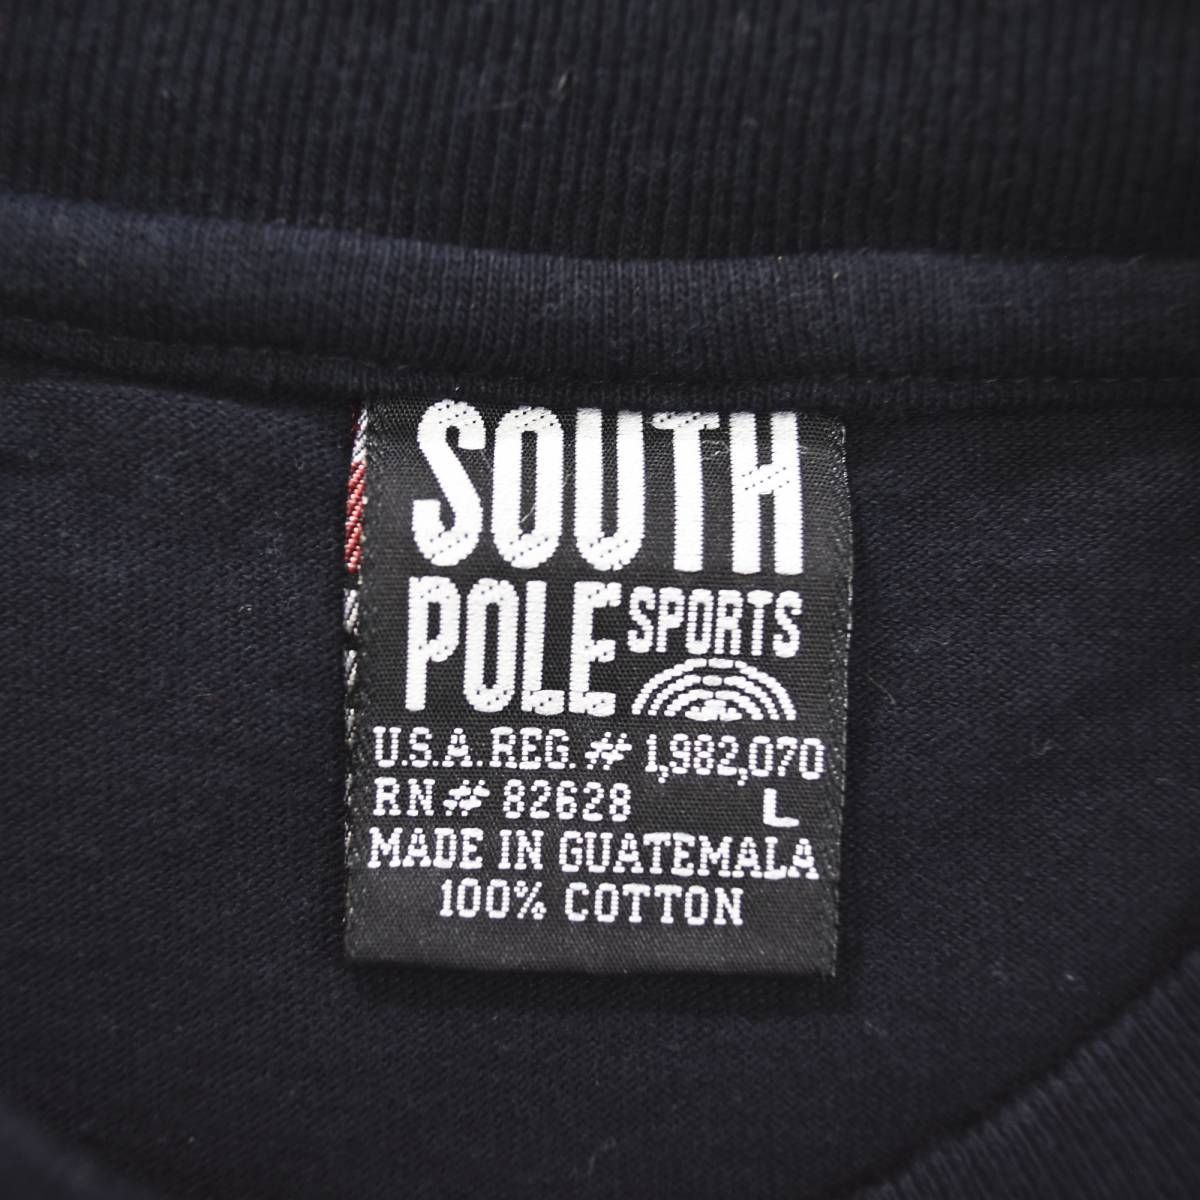 SOUTH
POLE SPORTS
U.S.A. REG. # 1,982,070
RN# 82628 L
MADE IN GUATEMALA
100% COTTON